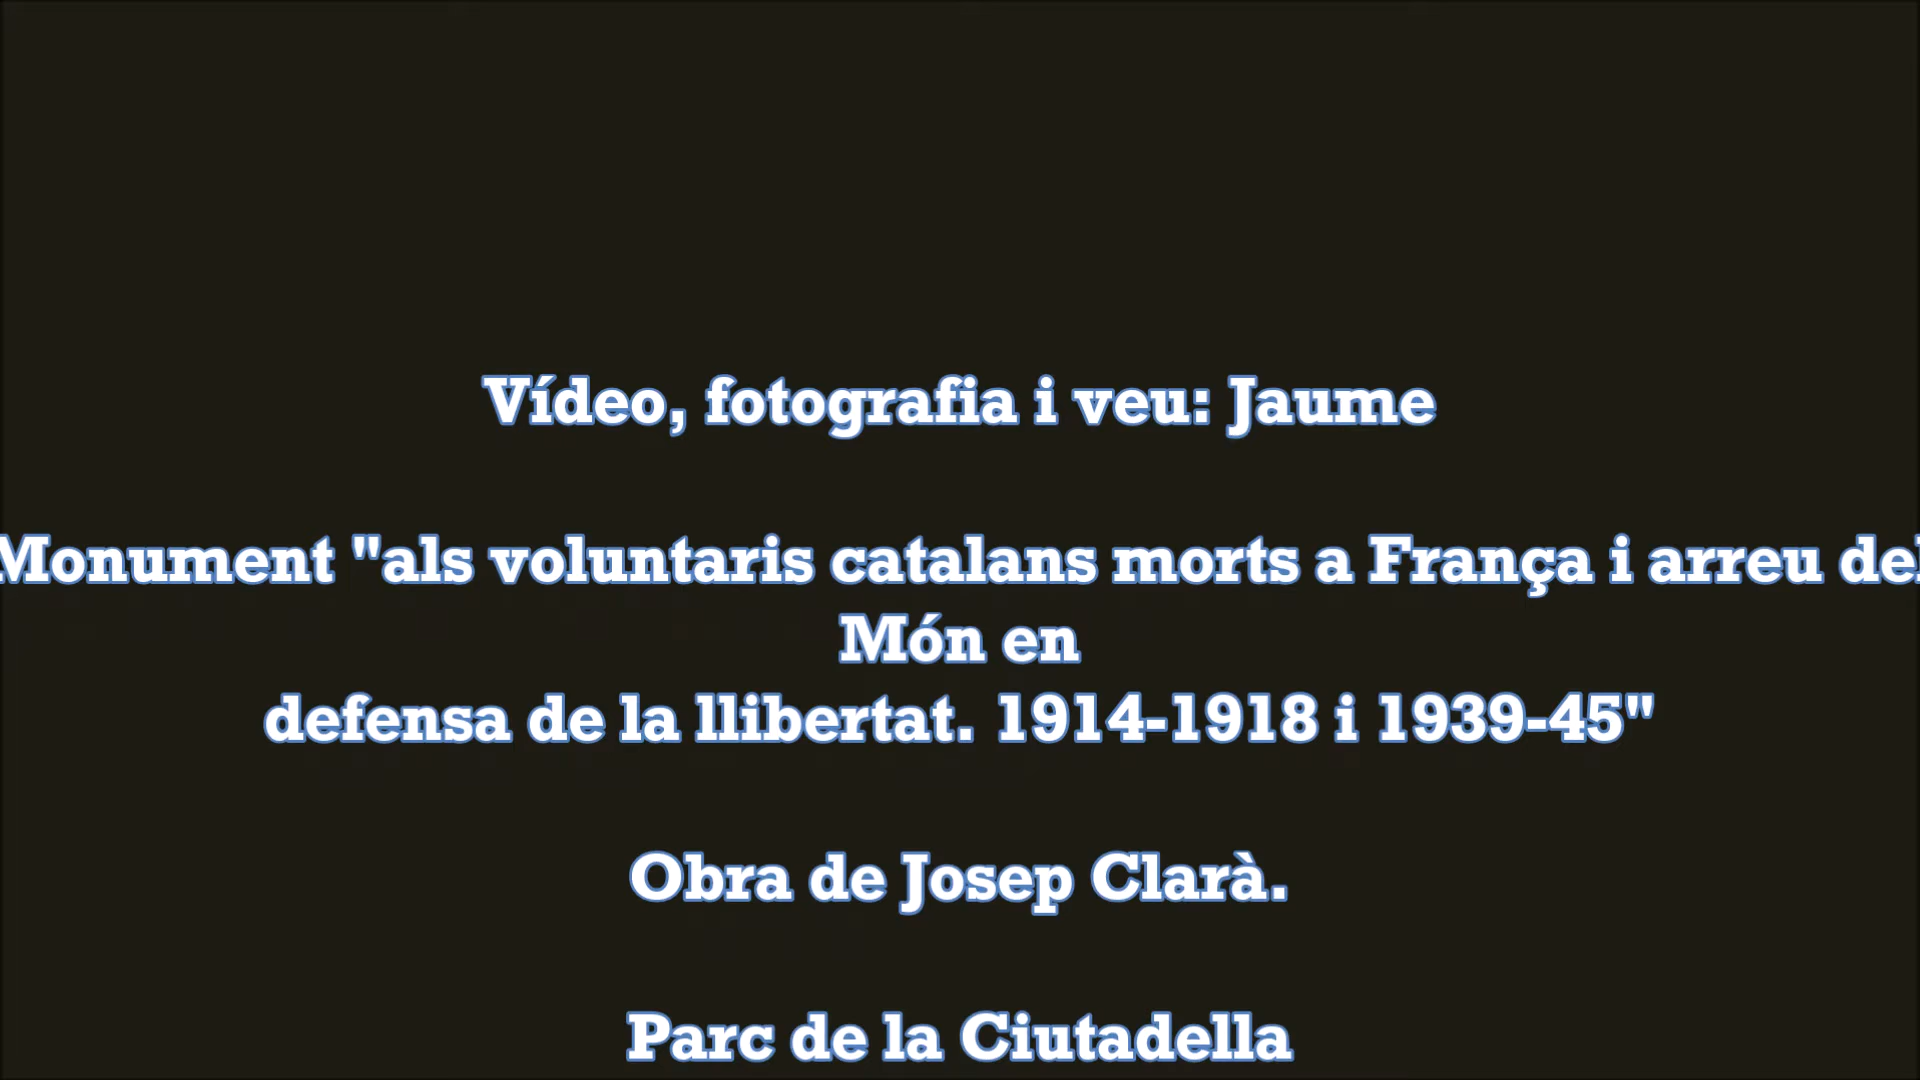 Vídeo, fotografia i veu: Jaume
Monument "als voluntaris catalans morts a França i arreu del
Món en
defensa de la llibertat. 1914-1918 i 1939-45"
Obra de Josep Clarà.
Parc de la Ciutadella